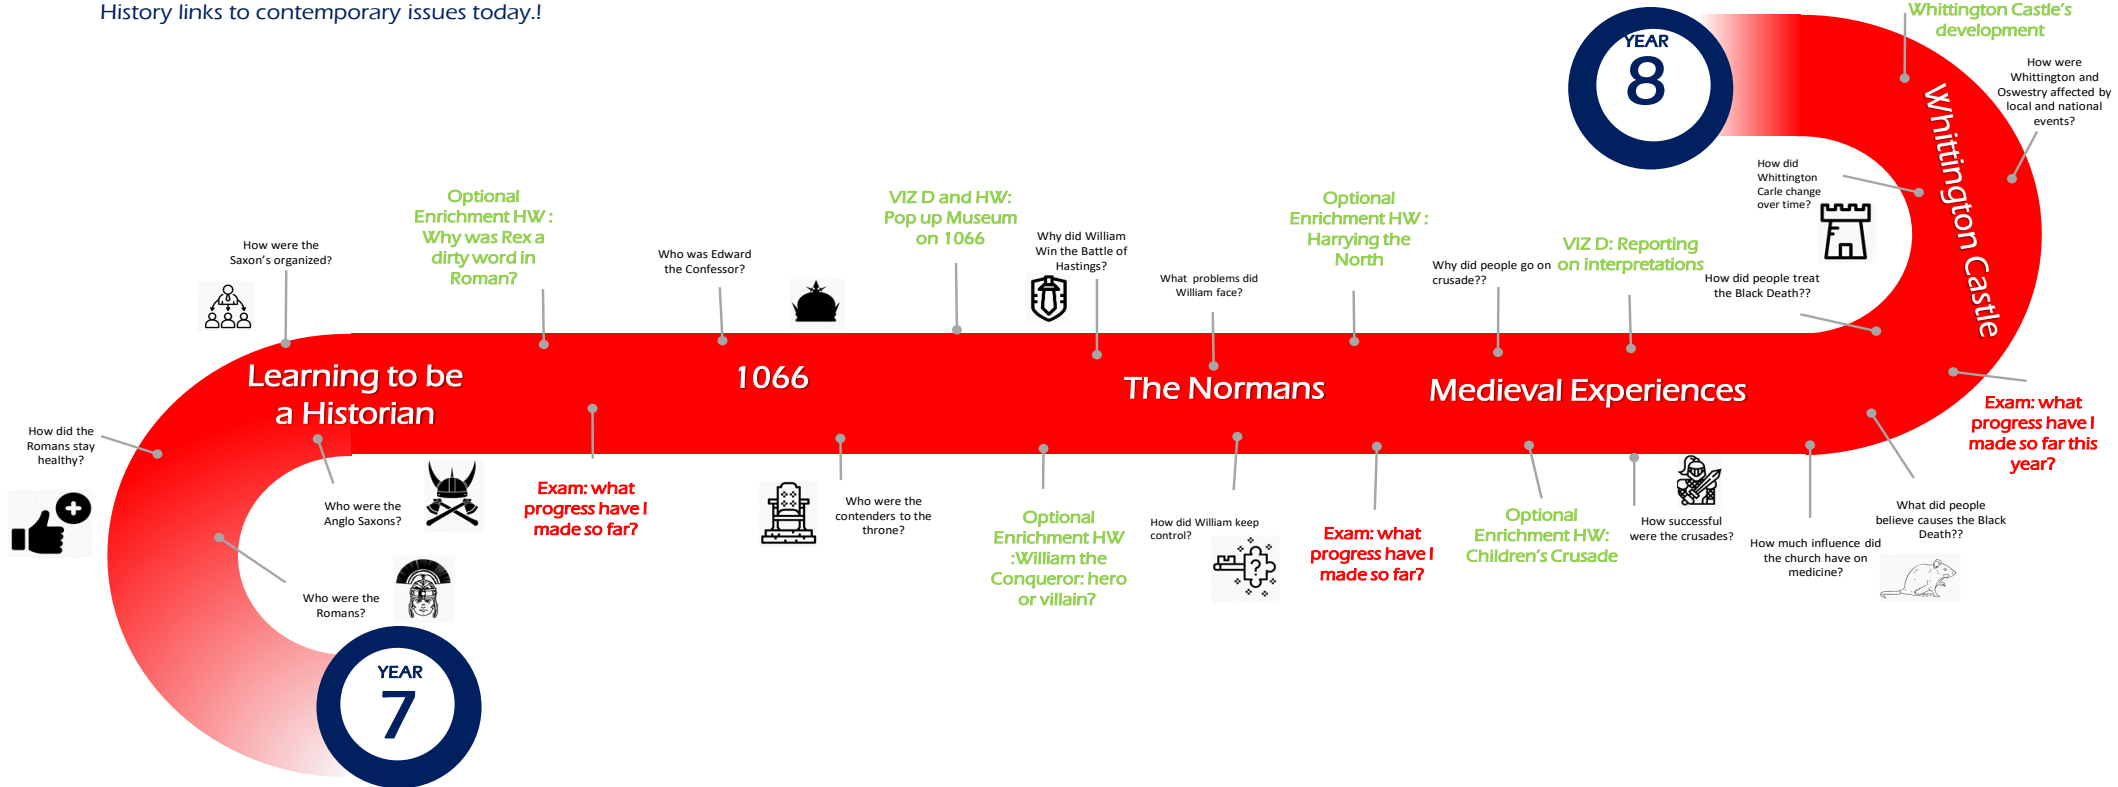 History links to contemporary issues today.!
YEAR
8
Whittington Castle's
development
How were
Whittington and
Oswestry affected by
local and national
events?
Whittington Castle
How did
Whittington
Carle change
over time?
How were the
Saxon's organized?
Optional
Enrichment HW :
Why was Rex a
dirty word in
Roman?
Who was Edward
the Confessor?
VIZ D and HW:
Pop up Museum
on 1066
Why did William
Win the Battle of
Hastings?
What  problems did
William face?
Optional
Enrichment HW :
Harrying the
North
Why did people go on
crusade??
VIZ D: Reporting
on interpretations
How did people treat
the Black Death??
Learning to be
a Historian
1066
The Normans
Medieval Experiences
How did the
Romans stay
healthy?
Who were the
Anglo Saxons?
Who were the
Romans?
Exam: what
progress have I
made so far?
Who were the
contenders to the
throne?
Optional
Enrichment HW
:William the
Conqueror: hero
or villain?
How did William keep
control?
?
Exam: what
progress have I
made so far?
Optional
Enrichment HW:
Children's Crusade
How successful
were the crusades?
How much influence did
the church have on
medicine?
What did people
believe causes the Black
Death??
Exam: what
progress have I
made so far this
year?
YEAR
7